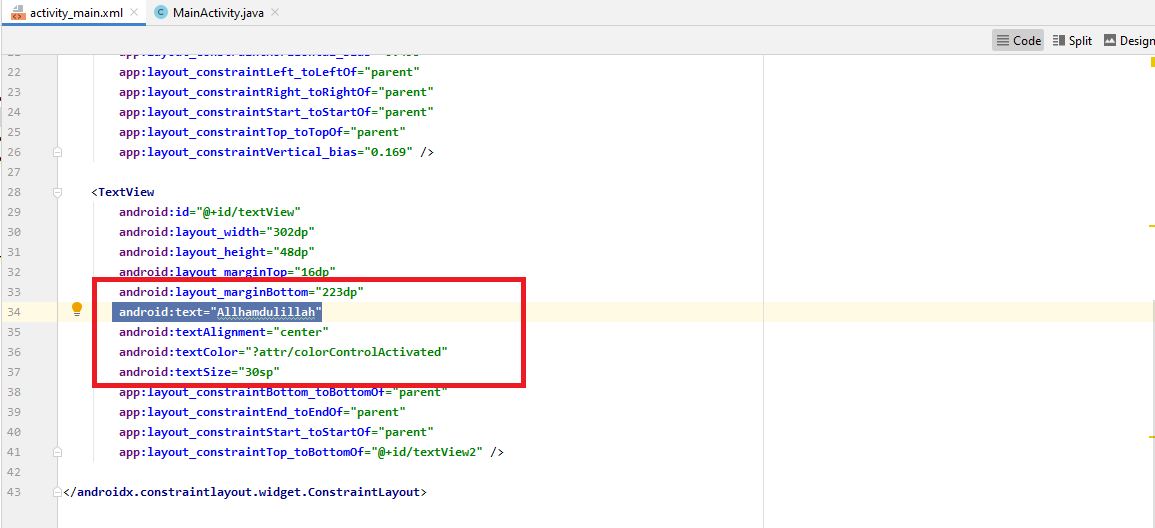 activity_main.xml MainActivity.java
Code Split Design
22 app:layout_constraintLeft_toLeftOf="parent"
23 app:layout_constraintRight_toRightOf="parent"
24 app:layout_constraintStart_toStartOf="parent"
25 app:layout_constraintTop_toTopOf="parent"
26 app:layout_constraintVertical_bias="0.169" />
27
28 <TextView
29 android:id="@+id/textView"
30 android:layout_width="302dp"
31 android:layout_height="48dp"
32 android:layout_marginTop="16dp"
33 android:layout_marginBottom="223dp"
34 android:text="Allhamdulillah"
35 android:textAlignment="center"
36 android:textColor="?attr/colorControlActivated"
37 android:textSize="30sp"
38 app:layout_constraintBottom_toBottomOf="parent"
39 app:layout_constraintEnd_toEndOf="parent"
40 app:layout_constraintStart_toStartOf="parent"
41 app:layout_constraintTop_toBottomOf="@+id/textView2" />
42
43 </androidx.constraintlayout.widget.ConstraintLayout>